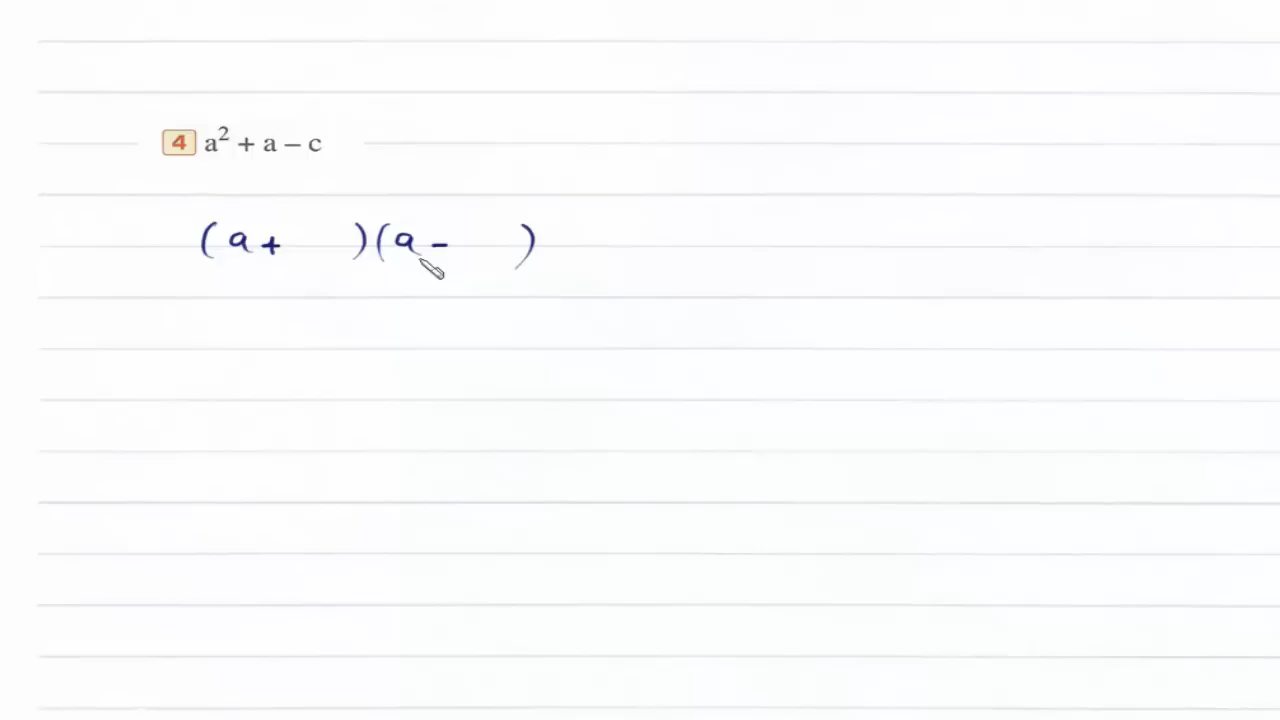 4 a² + a – c
(a +    )(a -    )